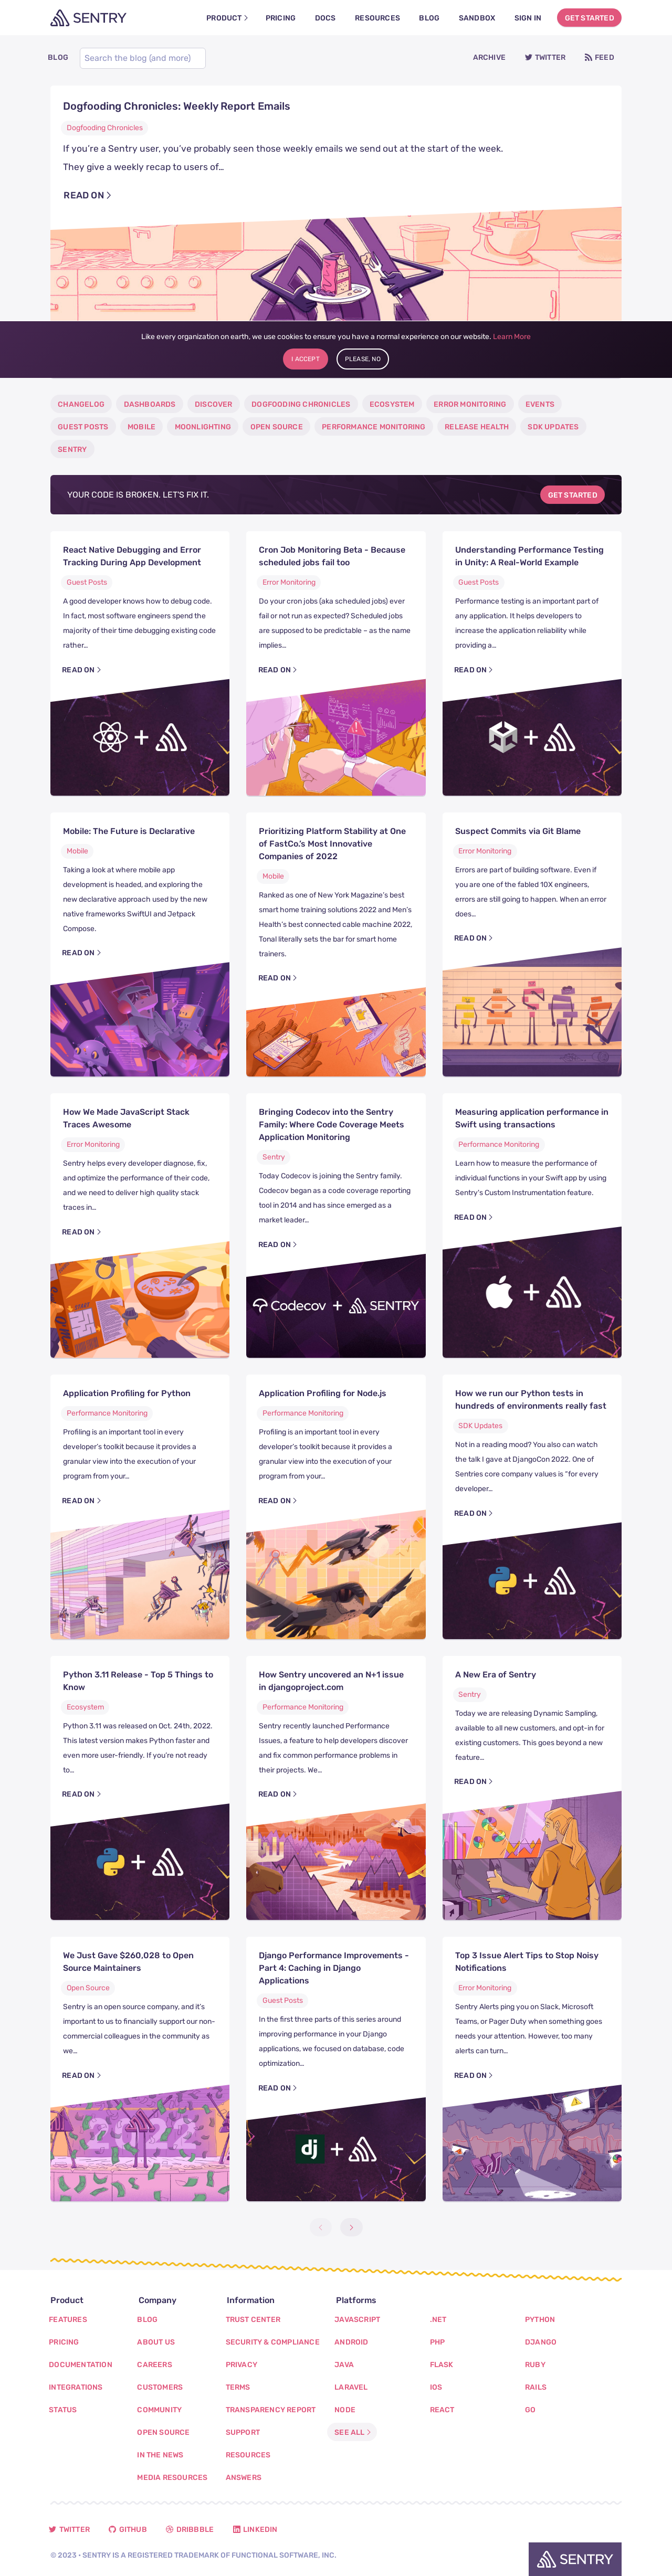 SENTRY
PRODUCT
PRICING
DOCS
RESOURCES
BLOG
SANDBOX
SIGN IN
GET STARTED
BLOG
Search the blog (and more)
ARCHIVE
TWITTER
FEED
Dogfooding Chronicles: Weekly Report Emails
Dogfooding Chronicles
If you're a Sentry user, you've probably seen those weekly emails we send out at the start of the week.
They give a weekly recap to users of…
READ ON
Like every organization on earth, we use cookies to ensure you have a normal experience on our website. Learn More
I ACCEPT
PLEASE, NO
CHANGELOG
DASHBOARDS
DISCOVER
DOGFOODING CHRONICLES
ECOSYSTEM
ERROR MONITORING
EVENTS
GUEST POSTS
MOBILE
MOONLIGHTING
OPEN SOURCE
PERFORMANCE MONITORING
RELEASE HEALTH
SDK UPDATES
SENTRY
YOUR CODE IS BROKEN. LET'S FIX IT.
GET STARTED
React Native Debugging and Error
Tracking During App Development
Guest Posts
A good developer knows how to debug code.
In fact, most software engineers spend the
majority of their time debugging existing code
rather…
READ ON
Cron Job Monitoring Beta - Because
scheduled jobs fail too
Error Monitoring
Do your cron jobs (aka scheduled jobs) ever
fail or not run as expected? Scheduled jobs
are supposed to be predictable – as the name
implies…
READ ON
Understanding Performance Testing
in Unity: A Real-World Example
Guest Posts
Performance testing is an important part of
any application. It helps developers to
increase the application reliability while
providing a…
READ ON
Mobile: The Future is Declarative
Mobile
Taking a look at where mobile app
development is headed, and exploring the
new declarative approach used by the new
native frameworks SwiftUI and Jetpack
Compose.
READ ON
Prioritizing Platform Stability at One
of FastCo.'s Most Innovative
Companies of 2022
Mobile
Ranked as one of New York Magazine's best
smart home training solutions 2022 and Men's
Health's best connected cable machine 2022,
Tonal literally sets the bar for smart home
trainers.
READ ON
Suspect Commits via Git Blame
Error Monitoring
Errors are part of building software. Even if
you are one of the fabled 10X engineers,
errors are still going to happen. When an error
does…
READ ON
How We Made JavaScript Stack
Traces Awesome
Error Monitoring
Sentry helps every developer diagnose, fix,
and optimize the performance of their code,
and we need to deliver high quality stack
traces in…
READ ON
Bringing Codecov into the Sentry
Family: Where Code Coverage Meets
Application Monitoring
Sentry
Today Codecov is joining the Sentry family.
Codecov began as a code coverage reporting
tool in 2014 and has since emerged as a
market leader…
READ ON
Codecov + SENTRY
Measuring application performance in
Swift using transactions
Performance Monitoring
Learn how to measure the performance of
individual functions in your Swift app by using
Sentry's Custom Instrumentation feature.
READ ON
Application Profiling for Python
Performance Monitoring
Profiling is an important tool in every
developer's toolkit because it provides a
granular view into the execution of your
program from your…
READ ON
Application Profiling for Node.js
Performance Monitoring
Profiling is an important tool in every
developer's toolkit because it provides a
granular view into the execution of your
program from your…
READ ON
How we run our Python tests in
hundreds of environments really fast
SDK Updates
Not in a reading mood? You also can watch
the talk I gave at DjangoCon 2022. One of
Sentries core company values is "for every
developer…
READ ON
Python 3.11 Release - Top 5 Things to
Know
Ecosystem
Python 3.11 was released on Oct. 24th, 2022.
This latest version makes Python faster and
even more user-friendly. If you're not ready
to…
READ ON
How Sentry uncovered an N+1 issue
in djangoproject.com
Performance Monitoring
Sentry recently launched Performance
Issues, a feature to help developers discover
and fix common performance problems in
their projects. We…
READ ON
A New Era of Sentry
Sentry
Today we are releasing Dynamic Sampling,
available to all new customers, and opt-in for
existing customers. This goes beyond a new
feature…
READ ON
We Just Gave $260,028 to Open
Source Maintainers
Open Source
Sentry is an open source company, and it's
important to us to financially support our non-
commercial colleagues in the community as
we…
READ ON
2022
Django Performance Improvements -
Part 4: Caching in Django
Applications
Guest Posts
In the first three parts of this series around
improving performance in your Django
applications, we focused on database, code
optimization…
READ ON
dj
Top 3 Issue Alert Tips to Stop Noisy
Notifications
Error Monitoring
Sentry Alerts ping you on Slack, Microsoft
Teams, or Pager Duty when something goes
needs your attention. However, too many
alerts can turn…
READ ON
Product
FEATURES
PRICING
DOCUMENTATION
INTEGRATIONS
STATUS
Company
BLOG
ABOUT US
CAREERS
CUSTOMERS
COMMUNITY
OPEN SOURCE
IN THE NEWS
MEDIA RESOURCES
Information
TRUST CENTER
SECURITY & COMPLIANCE
PRIVACY
TERMS
TRANSPARENCY REPORT
SUPPORT
RESOURCES
ANSWERS
Platforms
JAVASCRIPT
ANDROID
JAVA
LARAVEL
NODE
SEE ALL
.NET
PHP
FLASK
IOS
REACT
PYTHON
DJANGO
RUBY
RAILS
GO
TWITTER
GITHUB
DRIBBBLE
LINKEDIN
© 2023 • SENTRY IS A REGISTERED TRADEMARK OF FUNCTIONAL SOFTWARE, INC.
SENTRY